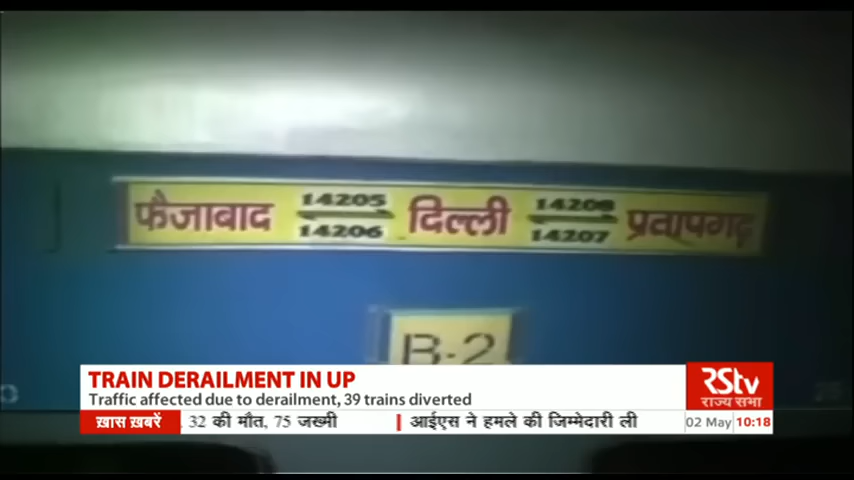 फैजाबाद 14205 14206 दिल्ली 14208 14207 प्रतापगढ़
B-2
TRAIN DERAILMENT IN UP
Traffic affected due to derailment, 39 trains diverted
RStv
राज्य सभा
ख़ास ख़बरें 32 की मौत, 75 जख्मी | आईएस ने हमले की जिम्मेदारी ली 02 May 10:18